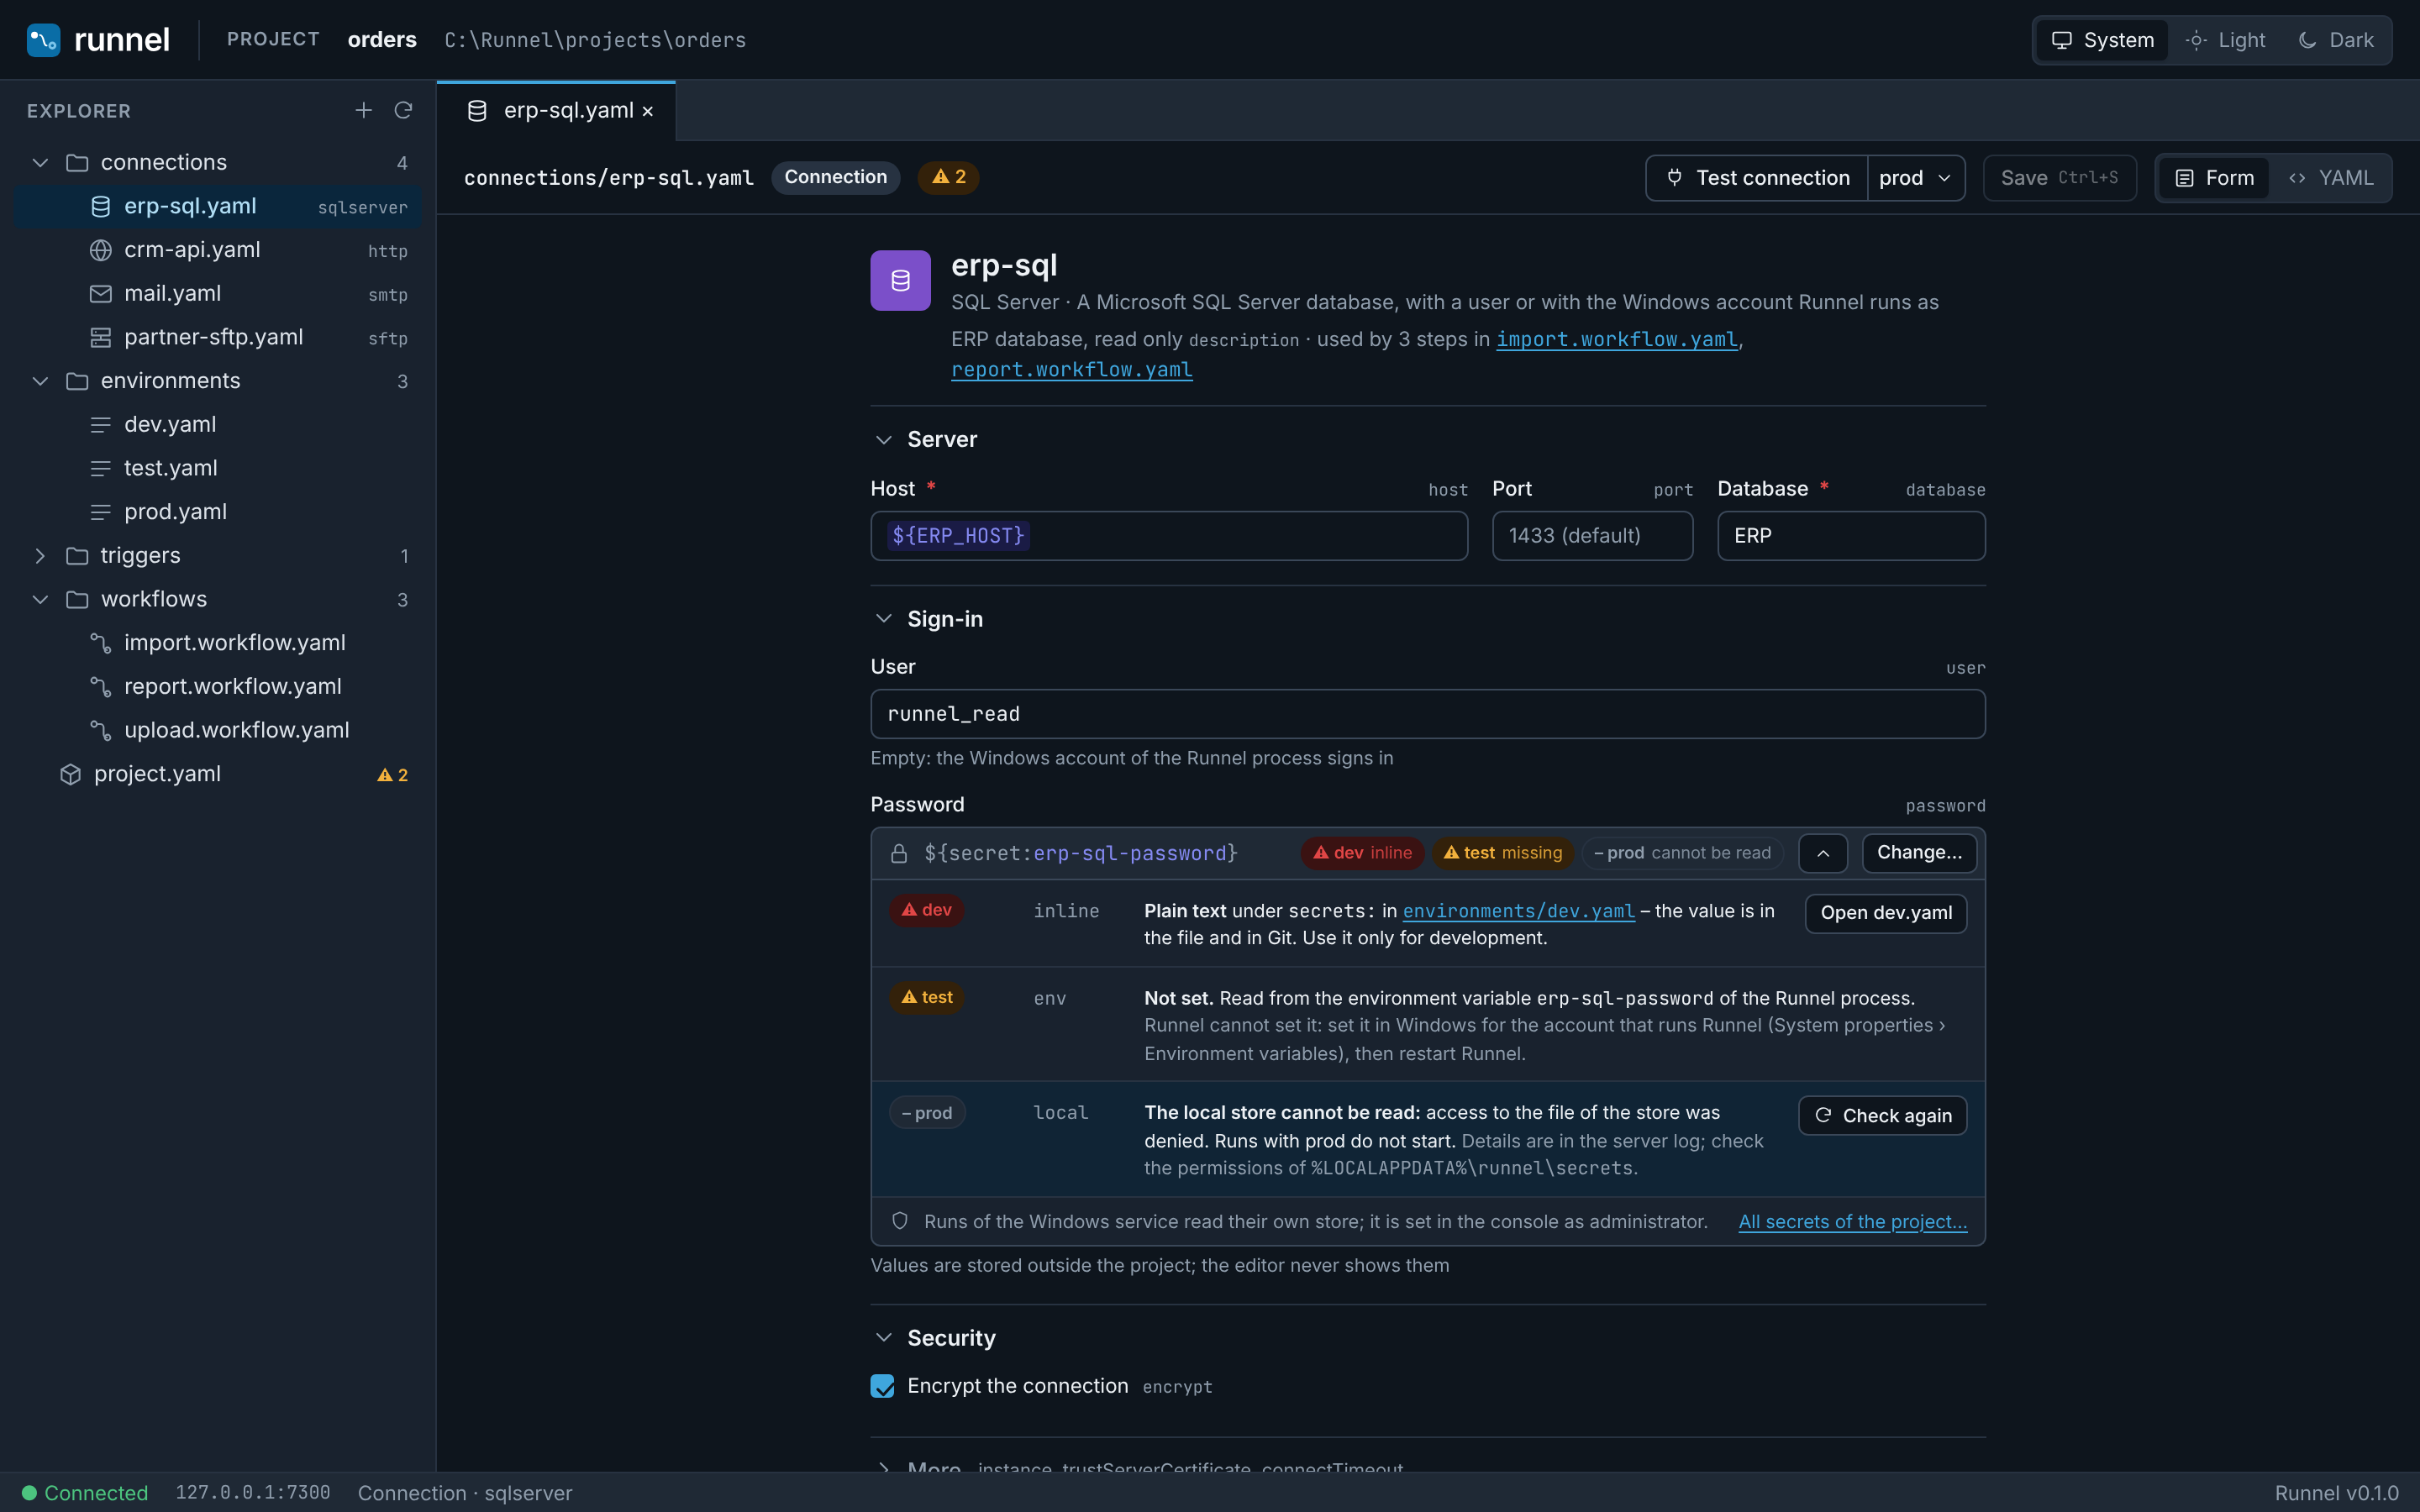 runnel PROJECT orders C:\Runnel\projects\orders System Light Dark
EXPLORER
connections 4
erp-sql.yaml sqlserver
crm-api.yaml http
mail.yaml smtp
partner-sftp.yaml sftp
environments 3
dev.yaml
test.yaml
prod.yaml
triggers 1
workflows 3
import.workflow.yaml
report.workflow.yaml
upload.workflow.yaml
project.yaml 2
erp-sql.yaml ×
connections/erp-sql.yaml Connection 2 Test connection prod Save Ctrl+S Form YAML
erp-sql
SQL Server · A Microsoft SQL Server database, with a user or with the Windows account Runnel runs as
ERP database, read only description · used by 3 steps in import.workflow.yaml,
report.workflow.yaml
Server
Host * host Port port Database * database
${ERP_HOST} 1433 (default) ERP
Sign-in
User user
runnel_read
Empty: the Windows account of the Runnel process signs in
Password password
${secret:erp-sql-password} dev inline test missing – prod cannot be read Change...
dev inline Plain text under secrets: in environments/dev.yaml – the value is in
the file and in Git. Use it only for development.
Open dev.yaml
test env Not set. Read from the environment variable erp-sql-password of the Runnel process.
Runnel cannot set it: set it in Windows for the account that runs Runnel (System properties ›
Environment variables), then restart Runnel.
– prod local The local store cannot be read: access to the file of the store was
denied. Runs with prod do not start. Details are in the server log; check
the permissions of %LOCALAPPDATA%\runnel\secrets.
Check again
Runs of the Windows service read their own store; it is set in the console as administrator. All secrets of the project...
Values are stored outside the project; the editor never shows them
Security
Encrypt the connection encrypt
More instance, trustServerCertificate, connectTimeout
Connected 127.0.0.1:7300 Connection · sqlserver Runnel v0.1.0